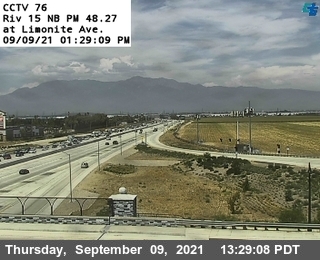 CCTV 76
Riv 15 NB PM 48.27
at Limonite Ave.
09/09/21 01:29:09 PM
Thursday, September 09, 2021 13:29:08 PDT